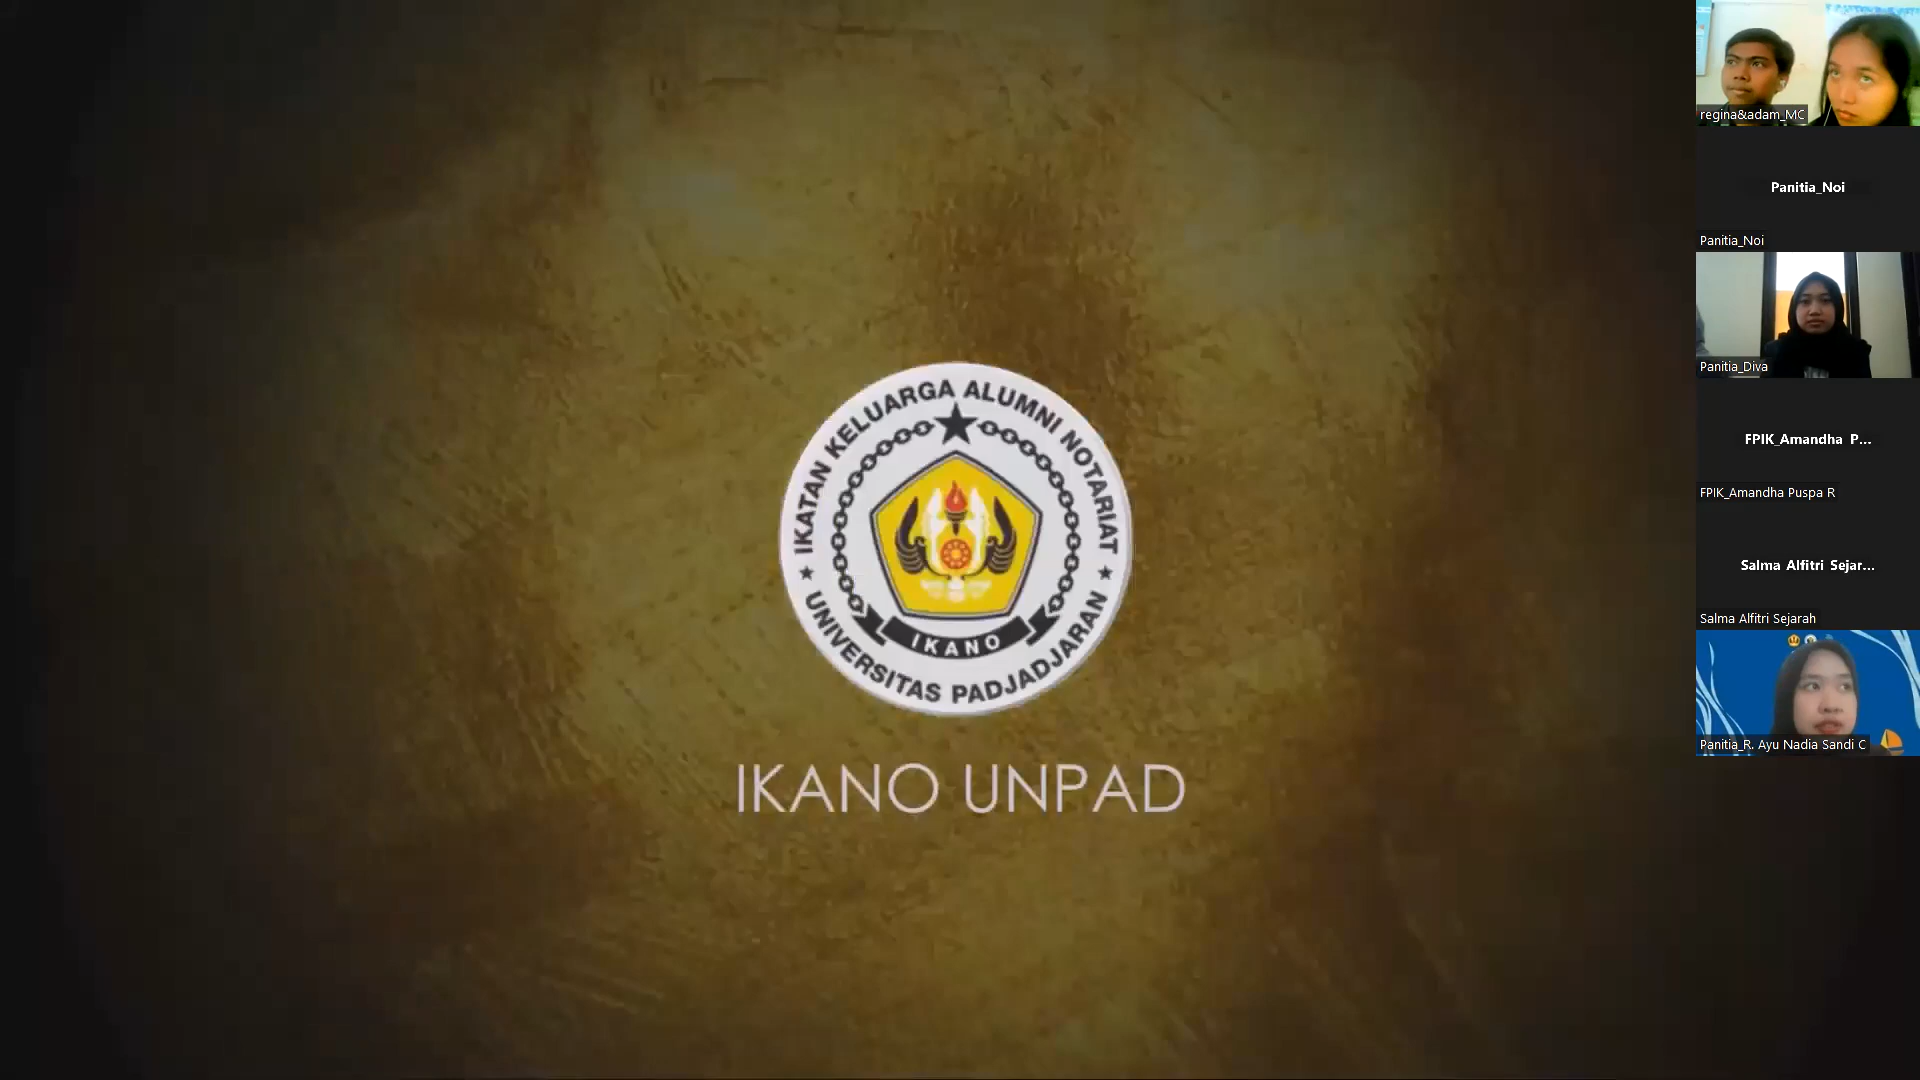 IKATAN KELUARGA ALUMNI NOTARIAT
UNIVERSITAS PADJADJARAN
IKANO
IKANO UNPAD
regina&adam_MC
Panitia_Noi
Panitia_Noi
Panitia_Diva
FPIK_Amandha P...
FPIK_Amandha Puspa R
Salma Alfitri Sejar...
Salma Alfitri Sejarah
Panitia_R. Ayu Nadia Sandi C